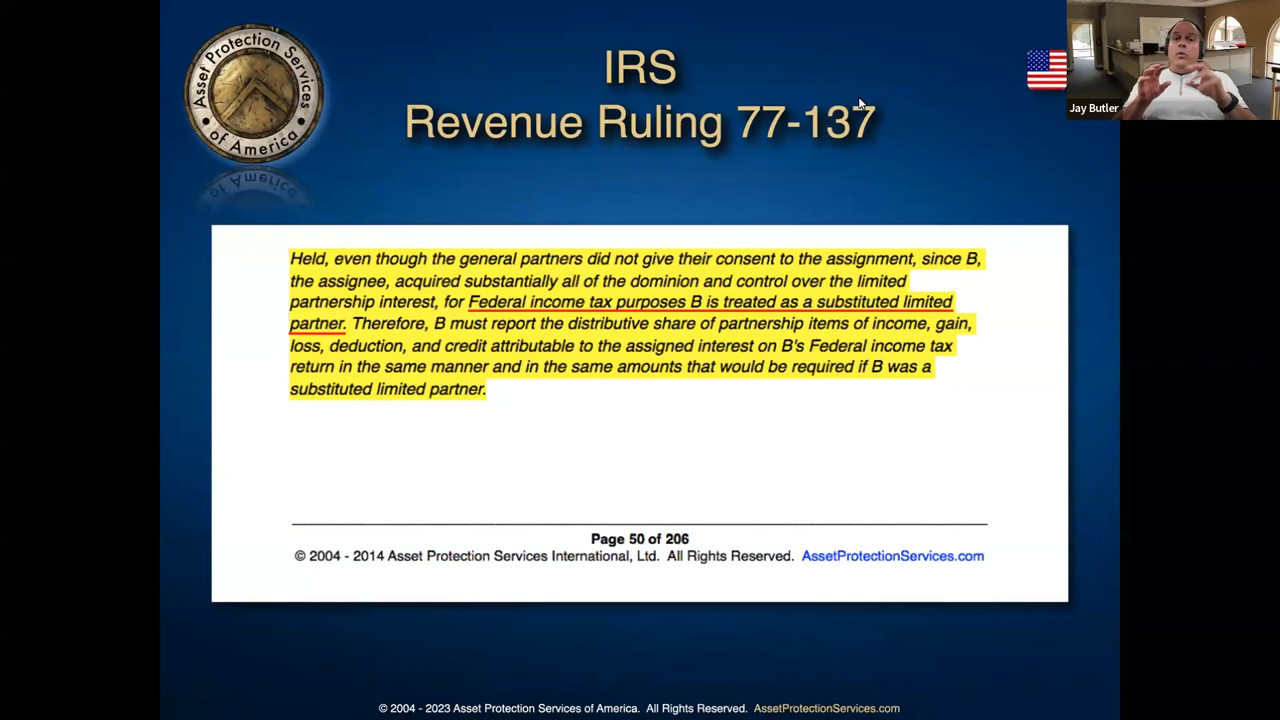 Asset Protection Services
of America
IRS
Revenue Ruling 77-137
Jay Butler
Held, even though the general partners did not give their consent to the assignment, since B,
the assignee, acquired substantially all of the dominion and control over the limited
partnership interest, for Federal income tax purposes B is treated as a substituted limited
partner. Therefore, B must report the distributive share of partnership items of income, gain,
loss, deduction, and credit attributable to the assigned interest on B's Federal income tax
return in the same manner and in the same amounts that would be required if B was a
substituted limited partner.
Page 50 of 206
© 2004 - 2014 Asset Protection Services International, Ltd. All Rights Reserved. AssetProtectionServices.com
© 2004 - 2023 Asset Protection Services of America. All Rights Reserved. AssetProtectionServices.com